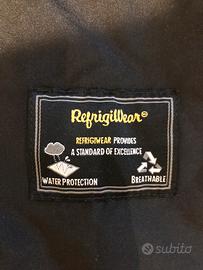 RefrigiWear®
REFRIGIWEAR PROVIDES
A STANDARD OF EXCELLENCE
WATER PROTECTION
BREATHABLE
subito